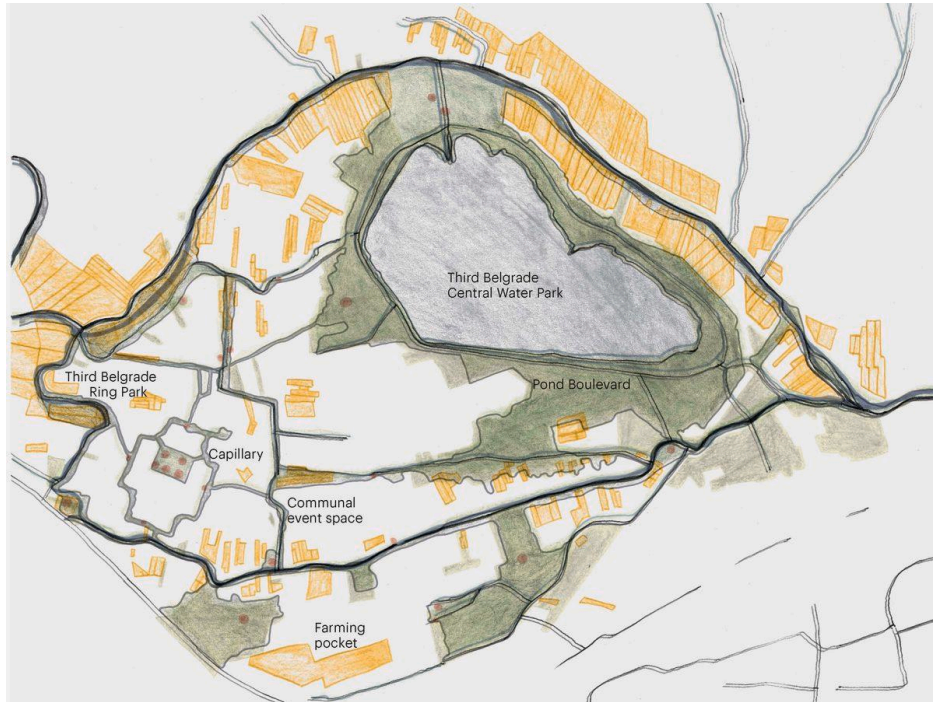 Third Belgrade
Central Water Park
Pond Boulevard
Third Belgrade
Ring Park
Capillary
Communal
event space
Farming
pocket